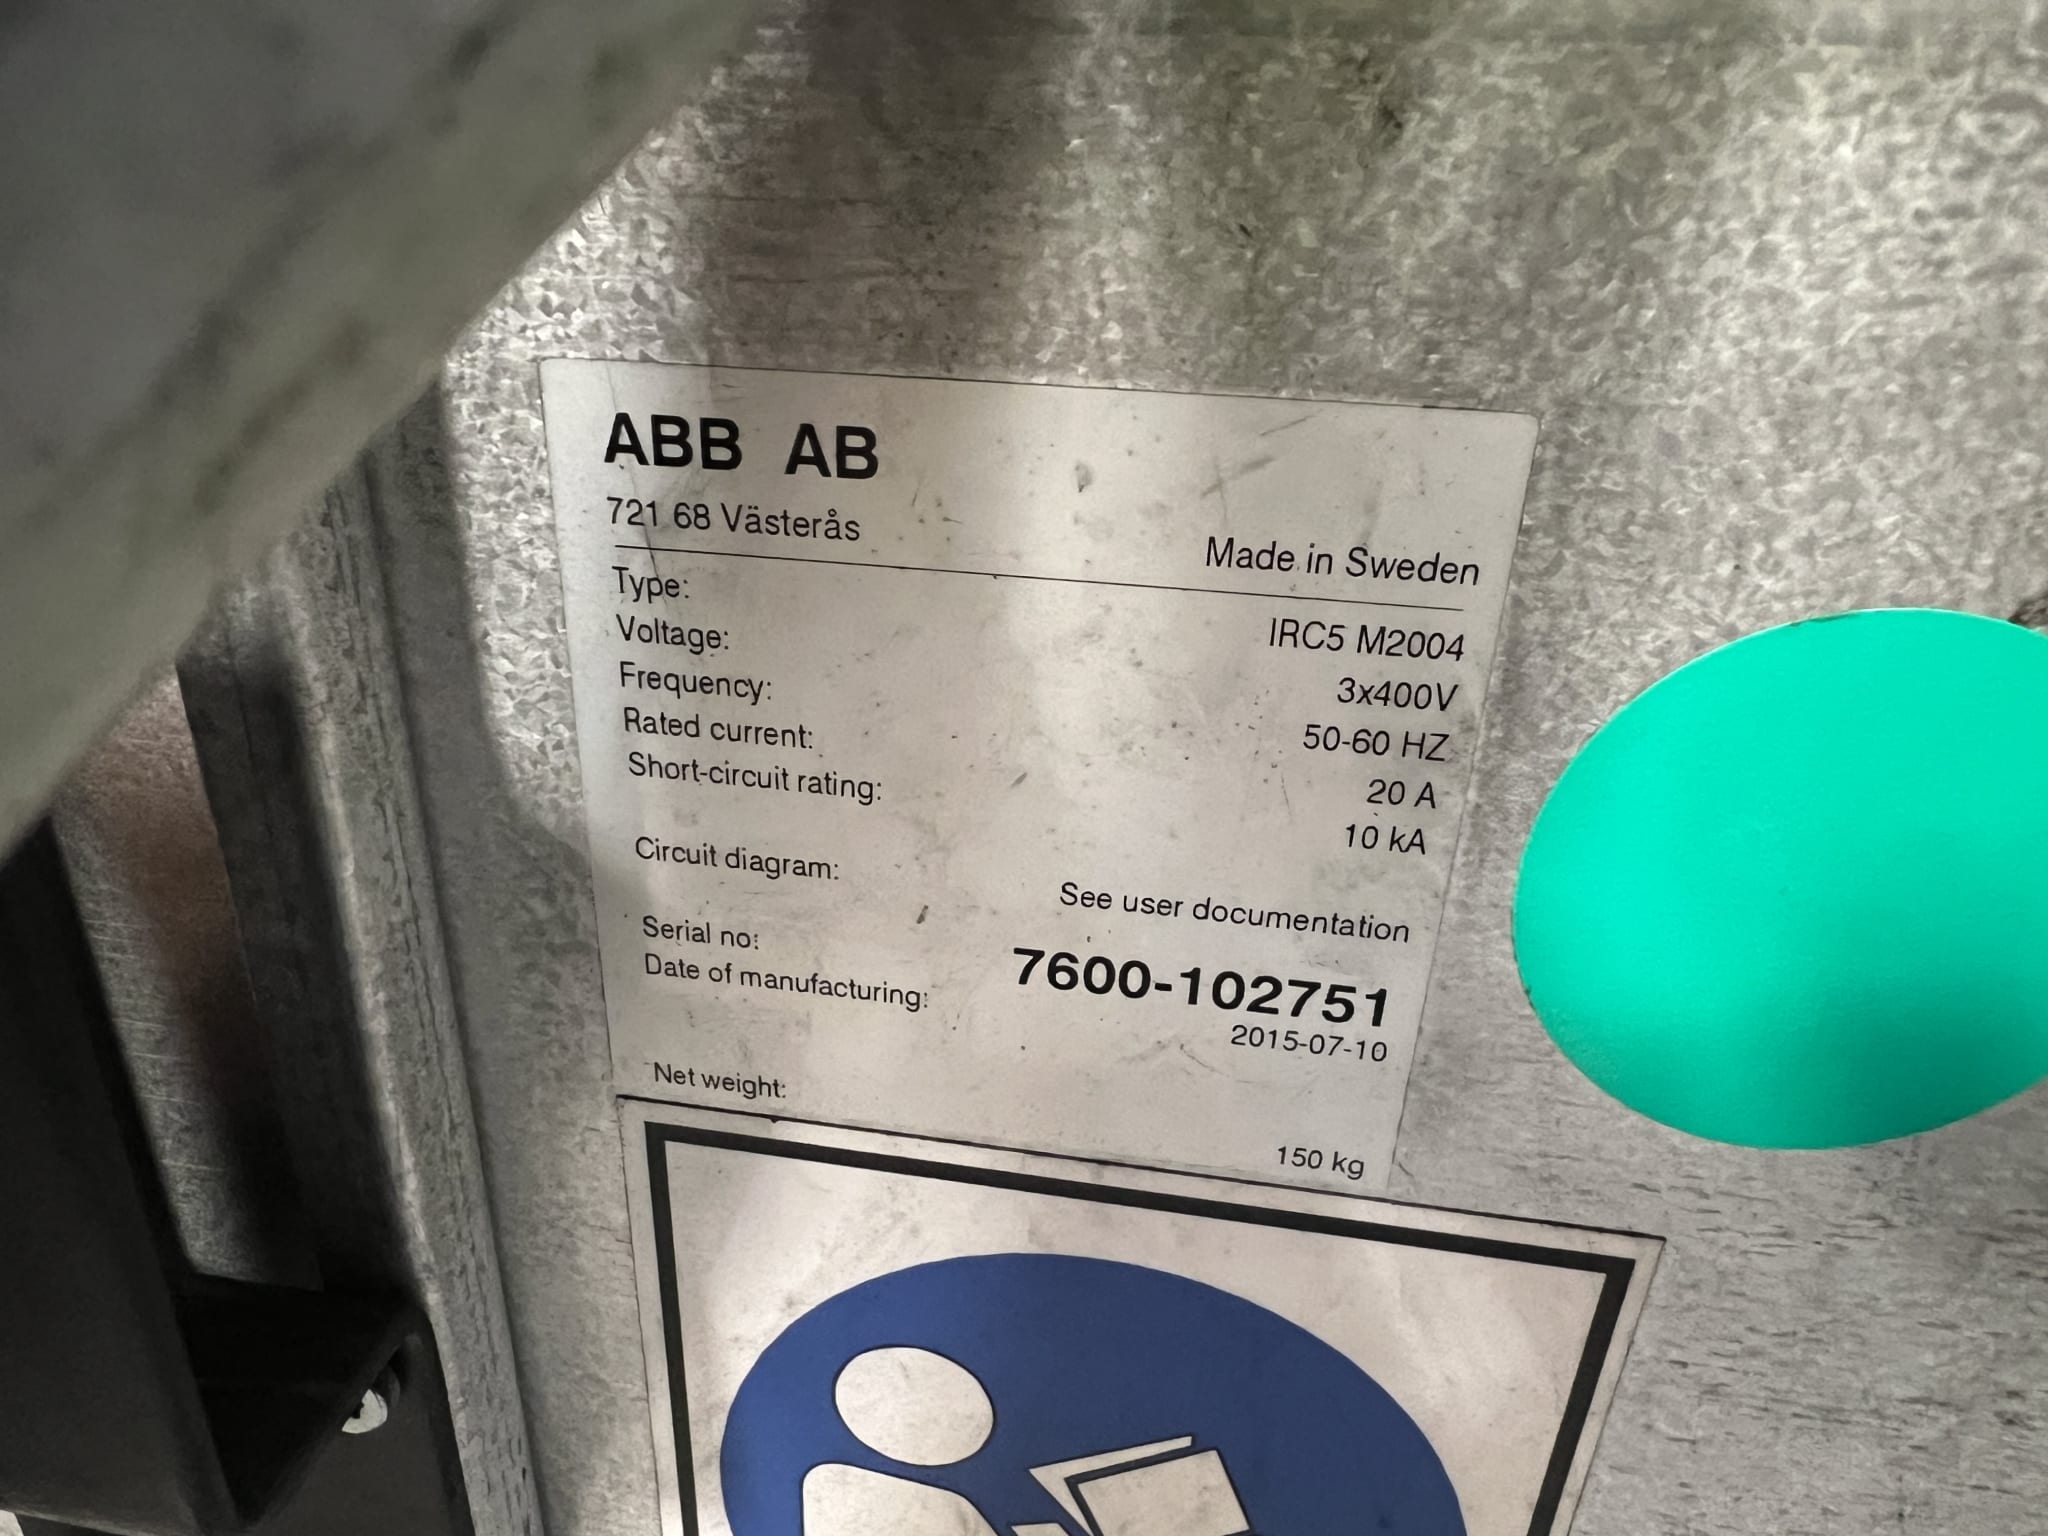 ABB AB
721 68 Västerås
Made in Sweden
Type: IRC5 M2004
Voltage: 3x400V
Frequency: 50-60 HZ
Rated current: 20 A
Short-circuit rating: 10 kA
Circuit diagram: See user documentation
Serial no: 7600-102751
Date of manufacturing: 2015-07-10
Net weight: 150 kg